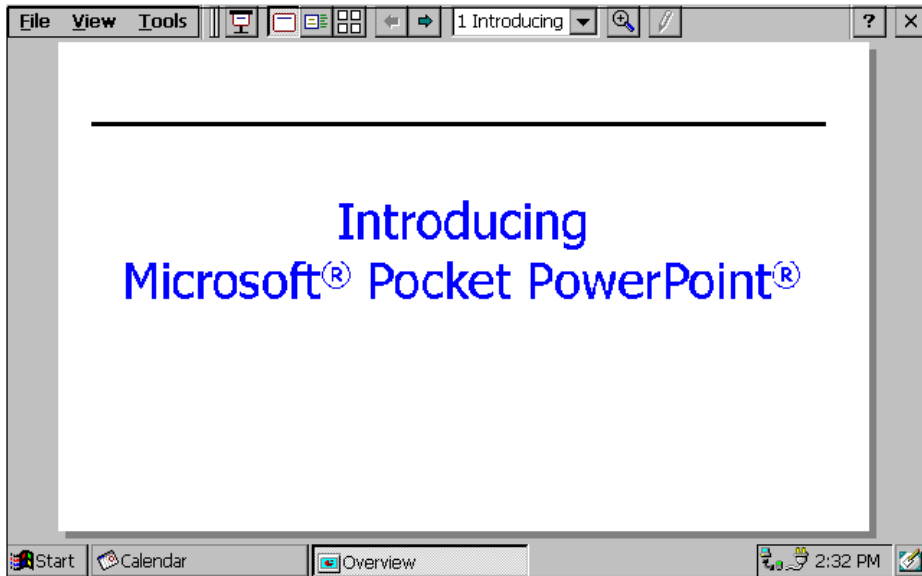 File View Tools 1 Introducing ?
Introducing
Microsoft® Pocket PowerPoint®
Start Calendar Overview 2:32 PM